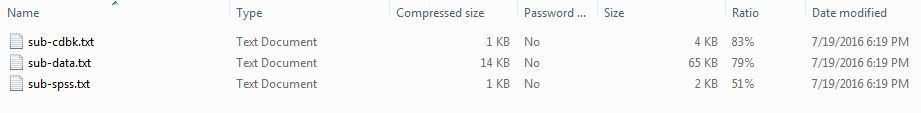 Name Type Compressed size Password ... Size Ratio Date modified
sub-cdbk.txt Text Document 1 KB No 4 KB 83% 7/19/2016 6:19 PM
sub-data.txt Text Document 14 KB No 65 KB 79% 7/19/2016 6:19 PM
sub-spss.txt Text Document 1 KB No 2 KB 51% 7/19/2016 6:19 PM